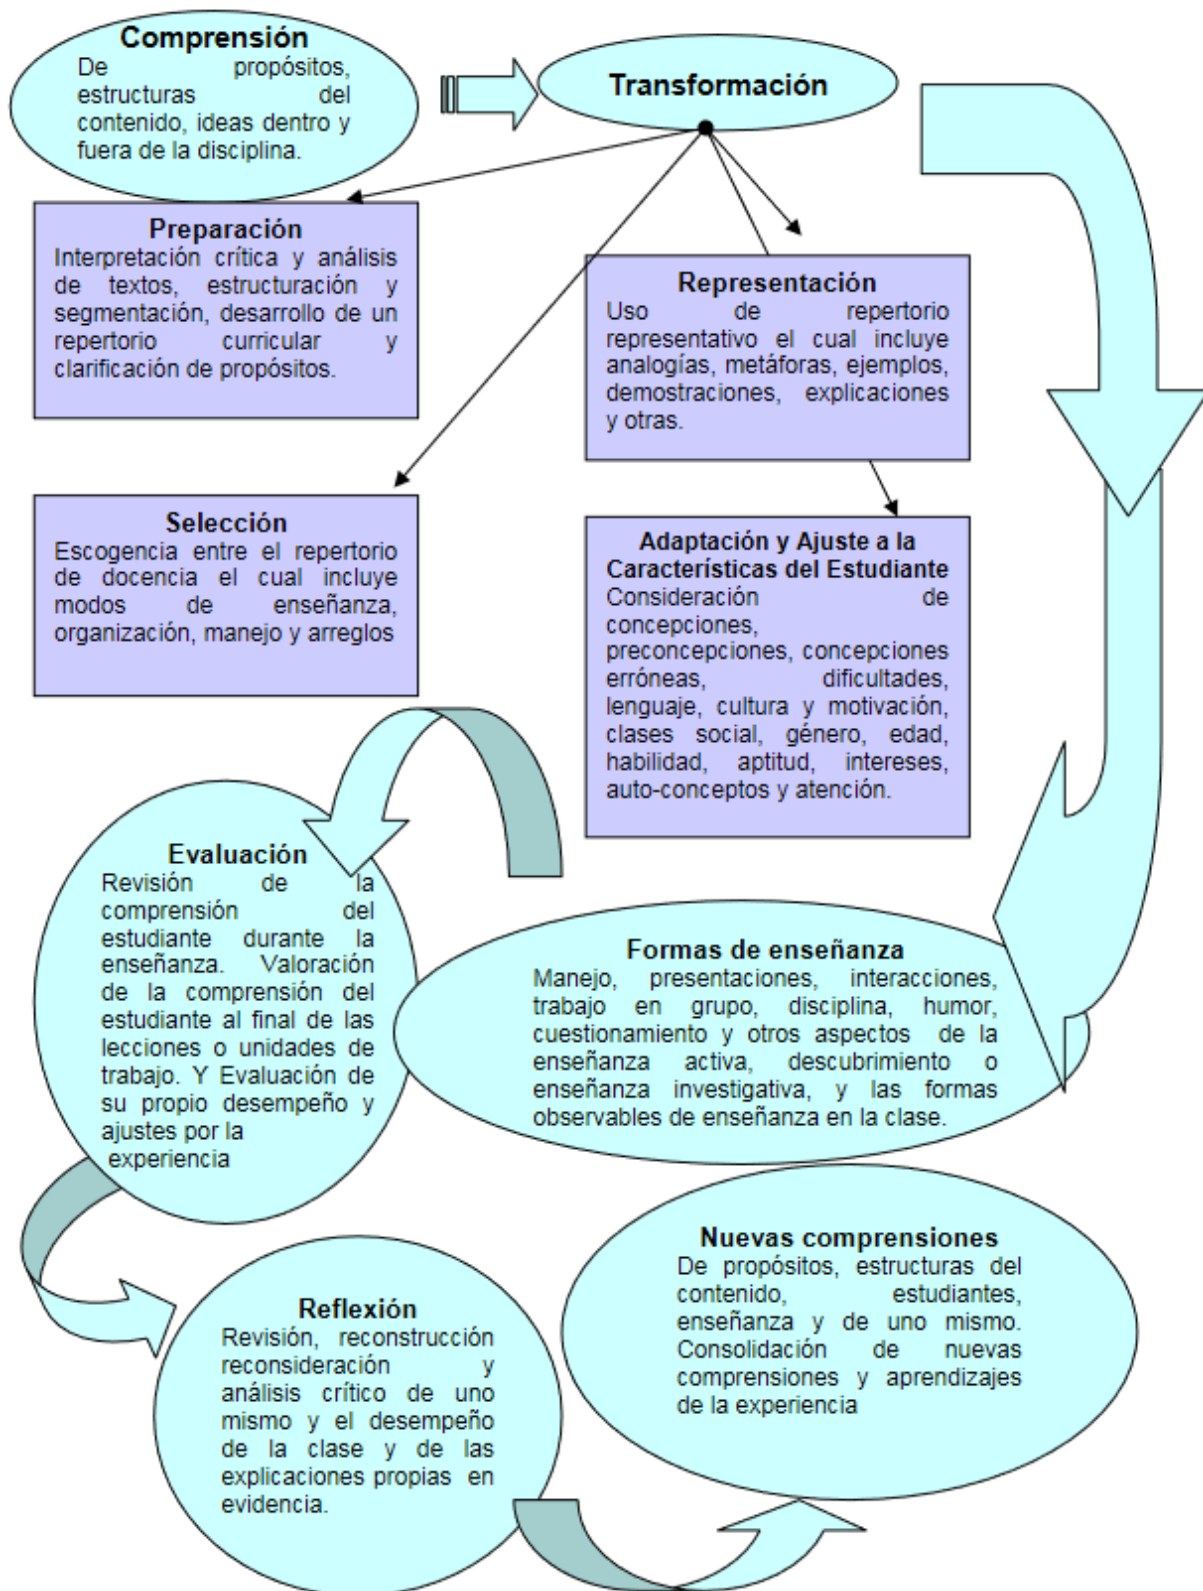 Comprensión
De propósitos,
estructuras del
contenido, ideas dentro y
fuera de la disciplina.
Transformación
Preparación
Interpretación crítica y análisis
de textos, estructuración y
segmentación, desarrollo de un
repertorio curricular y
clarificación de propósitos.
Representación
Uso de repertorio
representativo el cual incluye
analogías, metáforas, ejemplos,
demostraciones, explicaciones
y otras.
Selección
Escogencia entre el repertorio
de docencia el cual incluye
modos de enseñanza,
organización, manejo y arreglos
Adaptación y Ajuste a la
Características del Estudiante
Consideración de
concepciones,
preconcepciones, concepciones
erróneas, dificultades,
lenguaje, cultura y motivación,
clases social, género, edad,
habilidad, aptitud, intereses,
auto-conceptos y atención.
Evaluación
Revisión de la
comprensión del
estudiante durante la
enseñanza. Valoración
de la comprensión del
estudiante al final de las
lecciones o unidades de
trabajo. Y Evaluación de
su propio desempeño y
ajustes por la
experiencia
Formas de enseñanza
Manejo, presentaciones, interacciones,
trabajo en grupo, disciplina, humor,
cuestionamiento y otros aspectos de la
enseñanza activa, descubrimiento o
enseñanza investigativa, y las formas
observables de enseñanza en la clase.
Nuevas comprensiones
De propósitos, estructuras del
contenido, estudiantes,
enseñanza y de uno mismo.
Consolidación de nuevas
comprensiones y aprendizajes
de la experiencia
Reflexión
Revisión, reconstrucción
reconsideración y
análisis crítico de uno
mismo y el desempeño
de la clase y de las
explicaciones propias en
evidencia.